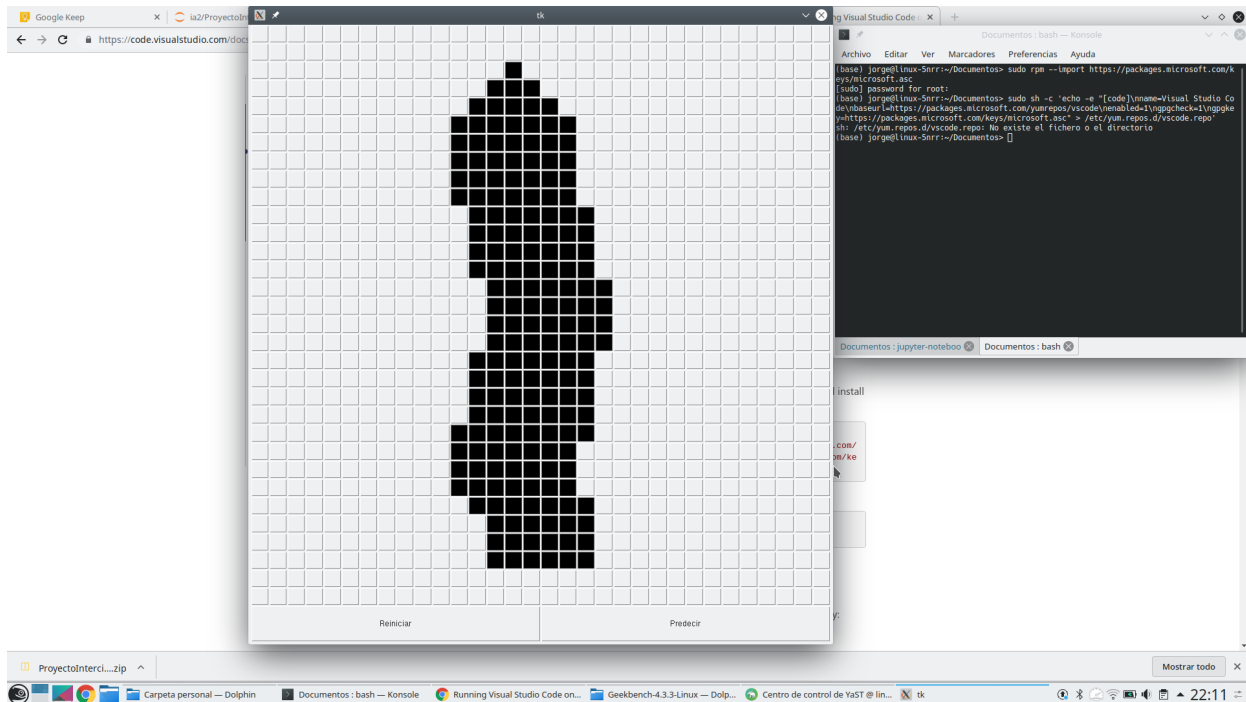 Google Keep
ia2/ProyectoInt
tk
ng Visual Studio Code
https://code.visualstudio.com/docs
Documentos : bash — Konsole
Archivo Editar Ver Marcadores Preferencias Ayuda
(base) jorge@linux-5nrr:~/Documentos> sudo rpm --import https://packages.microsoft.com/k
eys/microsoft.asc
[sudo] password for root:
(base) jorge@linux-5nrr:~/Documentos> sudo sh -c 'echo -e "[code]\nname=Visual Studio Co
de\nbaseurl=https://packages.microsoft.com/yumrepos/vscode\nenabled=1\ngpgcheck=1\ngpgke
y=https://packages.microsoft.com/keys/microsoft.asc" > /etc/yum.repos.d/vscode.repo'
sh: /etc/yum.repos.d/vscode.repo: No existe el fichero o el directorio
(base) jorge@linux-5nrr:~/Documentos>
Documentos : jupyter-noteboo Documentos : bash
install
.com/
om/ke
y:
Reiniciar Predecir
ProyectoInterci....zip
Mostrar todo
Carpeta personal — Dolphin Documentos : bash — Konsole Running Visual Studio Code on... Geekbench-4.3.3-Linux — Dolp... Centro de control de YaST @ lin... tk 22:11